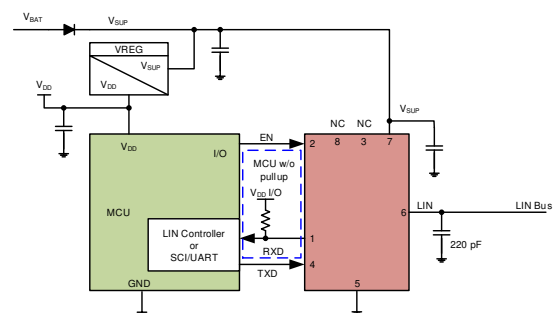 VBAT
VSUP
VREG
VSUP
VDD
VDD
NC
NC
VSUP
VDD
I/O
EN
2
8
3
7
MCU w/o
pullup
VDD I/O
MCU
6
LIN
LIN Bus
LIN Controller
or
SCI/UART
1
RXD
220 pF
4
TXD
GND
5